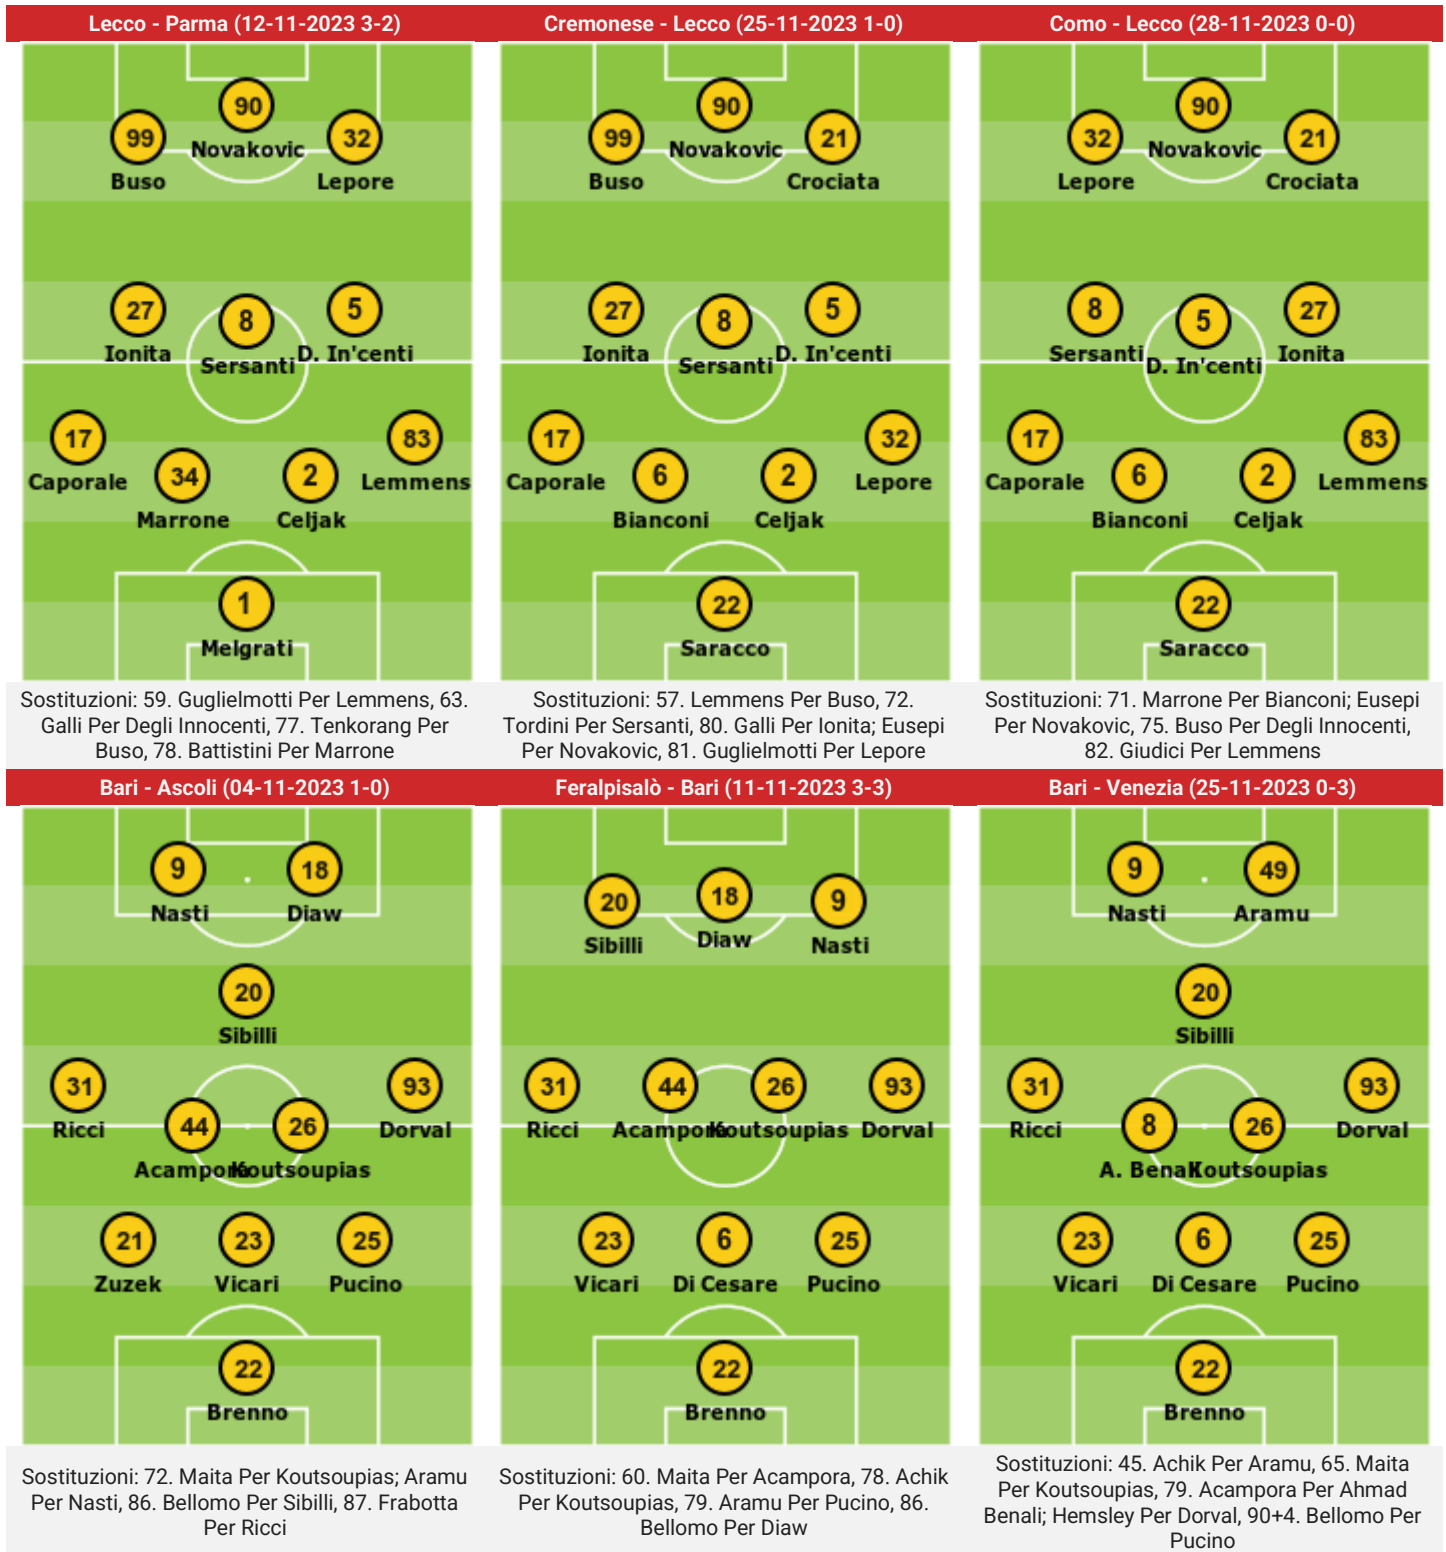 Lecco - Parma (12-11-2023 3-2)
90
Novakovic
99
Buso
32
Lepore
27
Ionita
8
Sersanti
5
D. In'centi
17
Caporale
34
Marrone
2
Celjak
83
Lemmens
1
Melgrati
Sostituzioni: 59. Guglielmotti Per Lemmens, 63.
Galli Per Degli Innocenti, 77. Tenkorang Per
Buso, 78. Battistini Per Marrone
Cremonese - Lecco (25-11-2023 1-0)
90
Novakovic
99
Buso
21
Crociata
27
Ionita
8
Sersanti
5
D. In'centi
17
Caporale
6
Bianconi
2
Celjak
32
Lepore
22
Saracco
Sostituzioni: 57. Lemmens Per Buso, 72.
Tordini Per Sersanti, 80. Galli Per Ionita; Eusepi
Per Novakovic, 81. Guglielmotti Per Lepore
Como - Lecco (28-11-2023 0-0)
90
Novakovic
32
Lepore
21
Crociata
8
Sersanti
5
D. In'centi
27
Ionita
17
Caporale
6
Bianconi
2
Celjak
83
Lemmens
22
Saracco
Sostituzioni: 71. Marrone Per Bianconi; Eusepi
Per Novakovic, 75. Buso Per Degli Innocenti,
82. Giudici Per Lemmens
Bari - Ascoli (04-11-2023 1-0)
9
Nasti
18
Diaw
20
Sibilli
31
Ricci
44
Acampora
26
Koutsoupias
93
Dorval
21
Zuzek
23
Vicari
25
Pucino
22
Brenno
Sostituzioni: 72. Maita Per Koutsoupias; Aramu
Per Nasti, 86. Bellomo Per Sibilli, 87. Frabotta
Per Ricci
Feralpisalò - Bari (11-11-2023 3-3)
20
Sibilli
18
Diaw
9
Nasti
31
Ricci
44
Acampora
26
Koutsoupias
93
Dorval
23
Vicari
6
Di Cesare
25
Pucino
22
Brenno
Sostituzioni: 60. Maita Per Acampora, 78. Achik
Per Koutsoupias, 79. Aramu Per Pucino, 86.
Bellomo Per Diaw
Bari - Venezia (25-11-2023 0-3)
9
Nasti
49
Aramu
20
Sibilli
31
Ricci
8
A. Benali
26
Koutsoupias
93
Dorval
23
Vicari
6
Di Cesare
25
Pucino
22
Brenno
Sostituzioni: 45. Achik Per Aramu, 65. Maita
Per Koutsoupias, 79. Acampora Per Ahmad
Benali; Hemsley Per Dorval, 90+4. Bellomo Per
Pucino